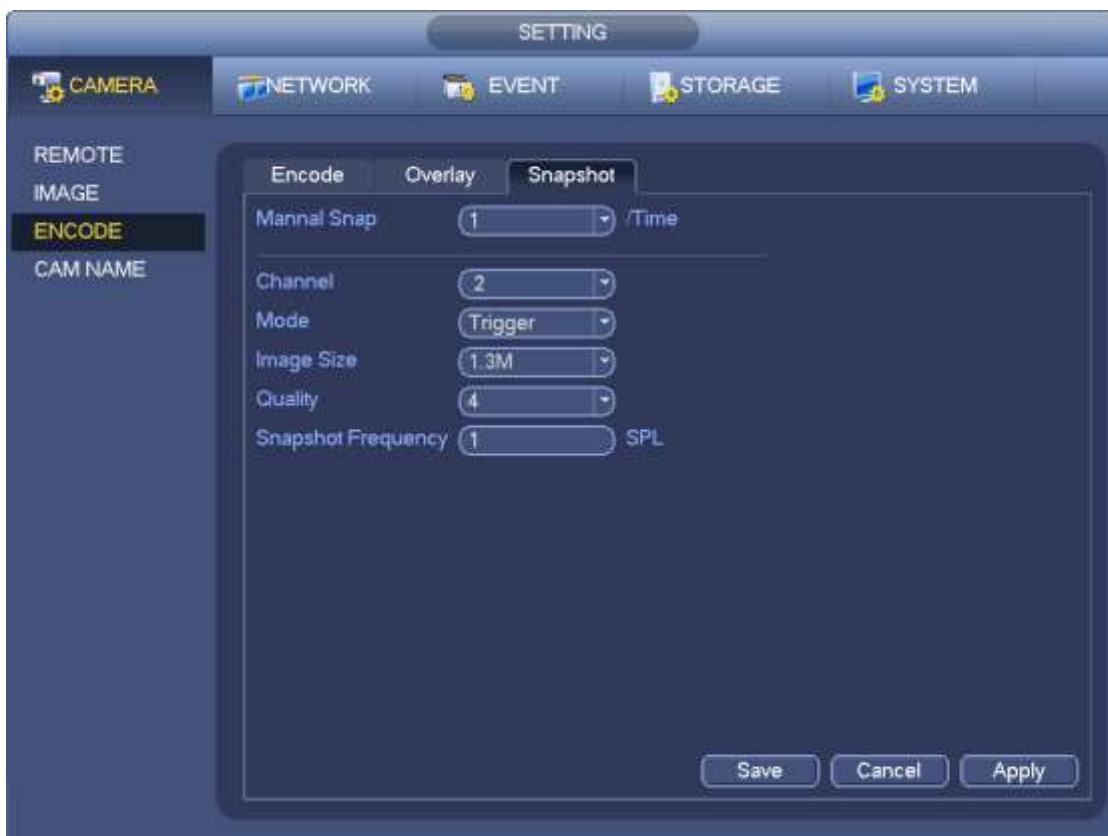 SETTING
CAMERA NETWORK EVENT STORAGE SYSTEM
REMOTE
IMAGE
ENCODE
CAM NAME
Encode Overlay Snapshot
Mannal Snap 1 /Time
Channel 2
Mode Trigger
Image Size 1.3M
Quality 4
Snapshot Frequency 1 SPL
Save Cancel Apply